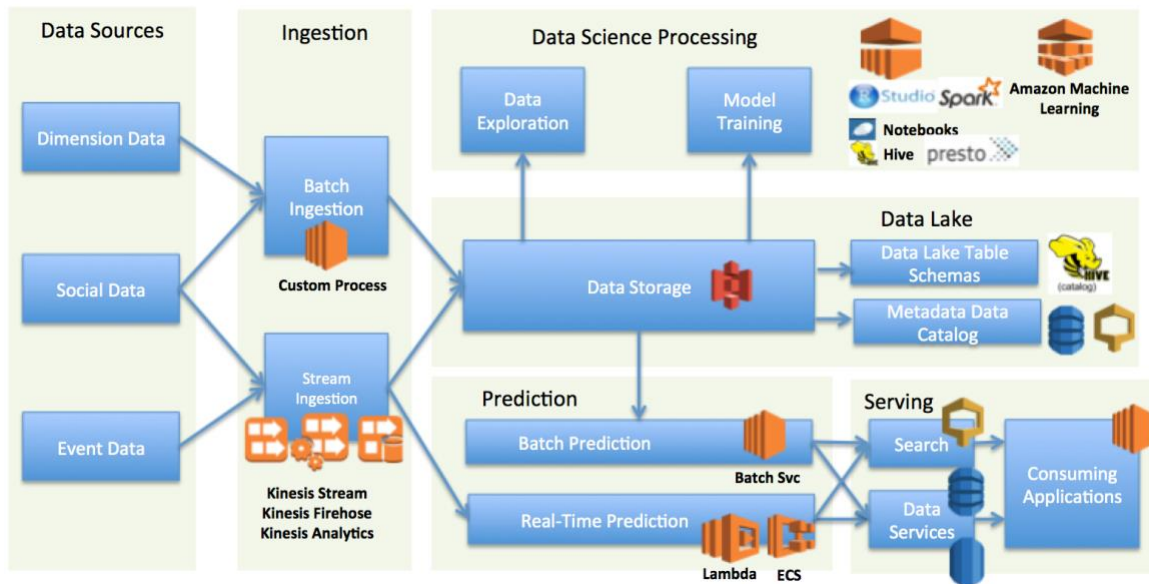 Data Sources
Dimension Data
Social Data
Event Data
Ingestion
Batch
Ingestion
Custom Process
Stream
Ingestion
Kinesis Stream
Kinesis Firehose
Kinesis Analytics
Data Science Processing
Data
Exploration
Model
Training
R Studio
Spark
Notebooks
Hive
presto
Amazon Machine
Learning
Data Lake
Data Storage
Data Lake Table
Schemas
HIVE
(catalog)
Metadata Data
Catalog
Prediction
Batch Prediction
Batch Svc
Real-Time Prediction
Lambda
ECS
Serving
Search
Data
Services
Consuming
Applications